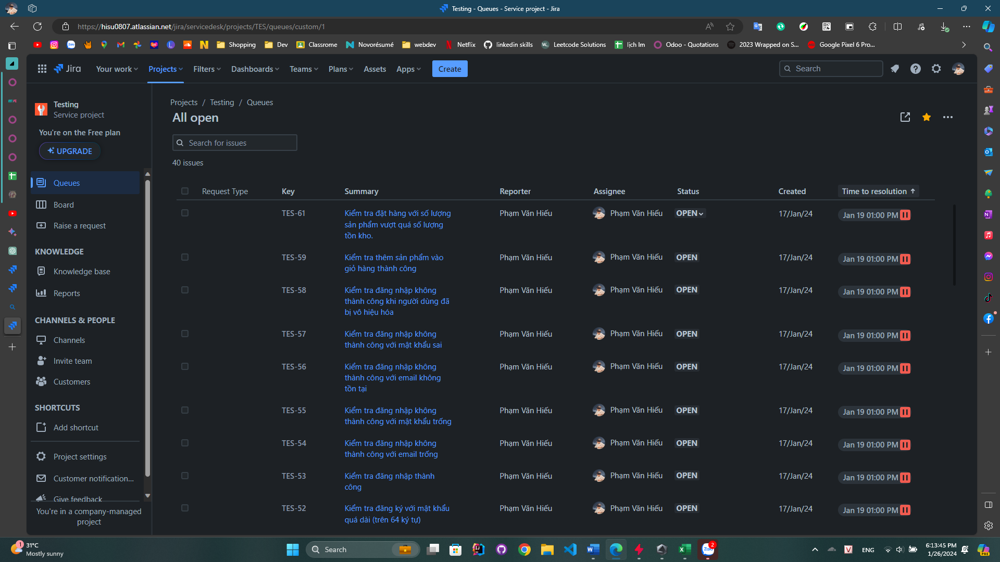 Testing - Queues - Service project - Jira
https://hisu0807.atlassian.net/jira/servicedesk/projects/TES/queues/custom/1
Shopping
Dev
Classrome
Novorésumé
webdev
Netflix
linkedin skills
Leetcode Solutions
lịch lm
Odoo - Quotations
2023 Wrapped on S...
Google Pixel 6 Pro...
Jira
Your work
Projects
Filters
Dashboards
Teams
Plans
Assets
Apps
Create
Search
Testing
Service project
You're on the Free plan
UPGRADE
Queues
Board
Raise a request
KNOWLEDGE
Knowledge base
Reports
CHANNELS & PEOPLE
Channels
Invite team
Customers
SHORTCUTS
Add shortcut
Project settings
Customer notification...
Give feedback
You're in a company-managed
project
Projects / Testing / Queues
All open
Search for issues
40 issues
Request Type Key Summary Reporter Assignee Status Created Time to resolution
TES-61 Kiểm tra đặt hàng với số lượng Phạm Văn Hiếu Phạm Văn Hiếu OPEN 17/Jan/24 Jan 19 01:00 PM
sản phẩm vượt quá số lượng
tồn kho.
TES-59 Kiểm tra thêm sản phẩm vào Phạm Văn Hiếu Phạm Văn Hiếu OPEN 17/Jan/24 Jan 19 01:00 PM
giỏ hàng thành công
TES-58 Kiểm tra đăng nhập không Phạm Văn Hiếu Phạm Văn Hiếu OPEN 17/Jan/24 Jan 19 01:00 PM
thành công khi người dùng đã
bị vô hiệu hóa
TES-57 Kiểm tra đăng nhập không Phạm Văn Hiếu Phạm Văn Hiếu OPEN 17/Jan/24 Jan 19 01:00 PM
thành công với mật khẩu sai
TES-56 Kiểm tra đăng nhập không Phạm Văn Hiếu Phạm Văn Hiếu OPEN 17/Jan/24 Jan 19 01:00 PM
thành công với email không
tồn tại
TES-55 Kiểm tra đăng nhập không Phạm Văn Hiếu Phạm Văn Hiếu OPEN 17/Jan/24 Jan 19 01:00 PM
thành công với mật khẩu trống
TES-54 Kiểm tra đăng nhập không Phạm Văn Hiếu Phạm Văn Hiếu OPEN 17/Jan/24 Jan 19 01:00 PM
thành công với email trống
TES-53 Kiểm tra đăng nhập thành Phạm Văn Hiếu Phạm Văn Hiếu OPEN 17/Jan/24 Jan 19 01:00 PM
công
TES-52 Kiểm tra đăng ký với mật khẩu Phạm Văn Hiếu Phạm Văn Hiếu OPEN 17/Jan/24 Jan 19 01:00 PM
quá dài (trên 64 ký tự)
1
31°C
Mostly sunny
Search
Zalo
2
V
ENG
6:13:45 PM
1/26/2024
PRE